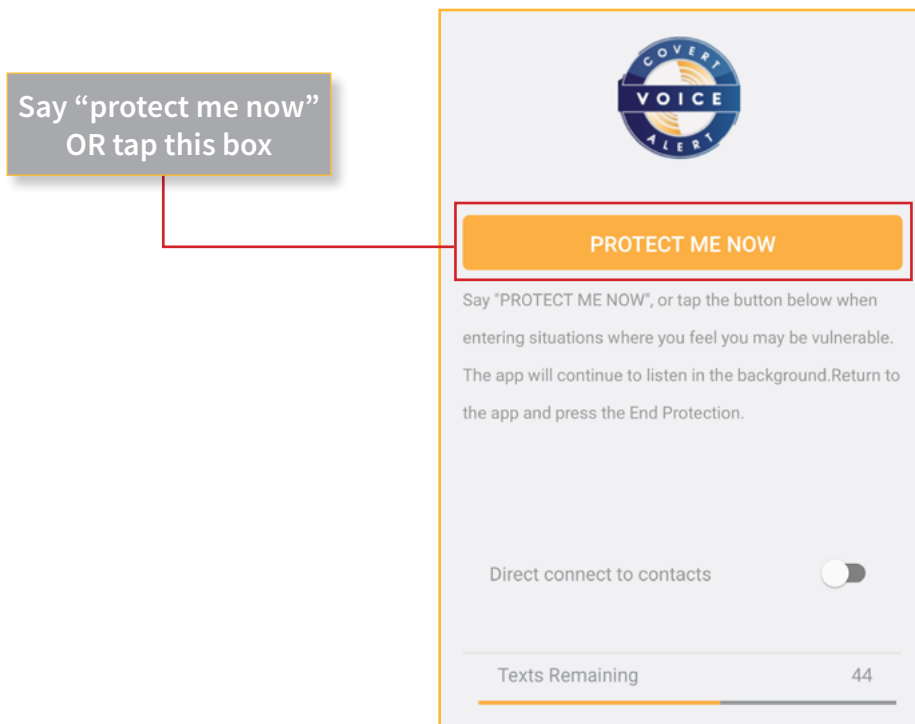 COVERT
VOICE
ALERT
Say “protect me now”
OR tap this box
PROTECT ME NOW
Say "PROTECT ME NOW", or tap the button below when
entering situations where you feel you may be vulnerable.
The app will continue to listen in the background.Return to
the app and press the End Protection.
Direct connect to contacts
Texts Remaining 44